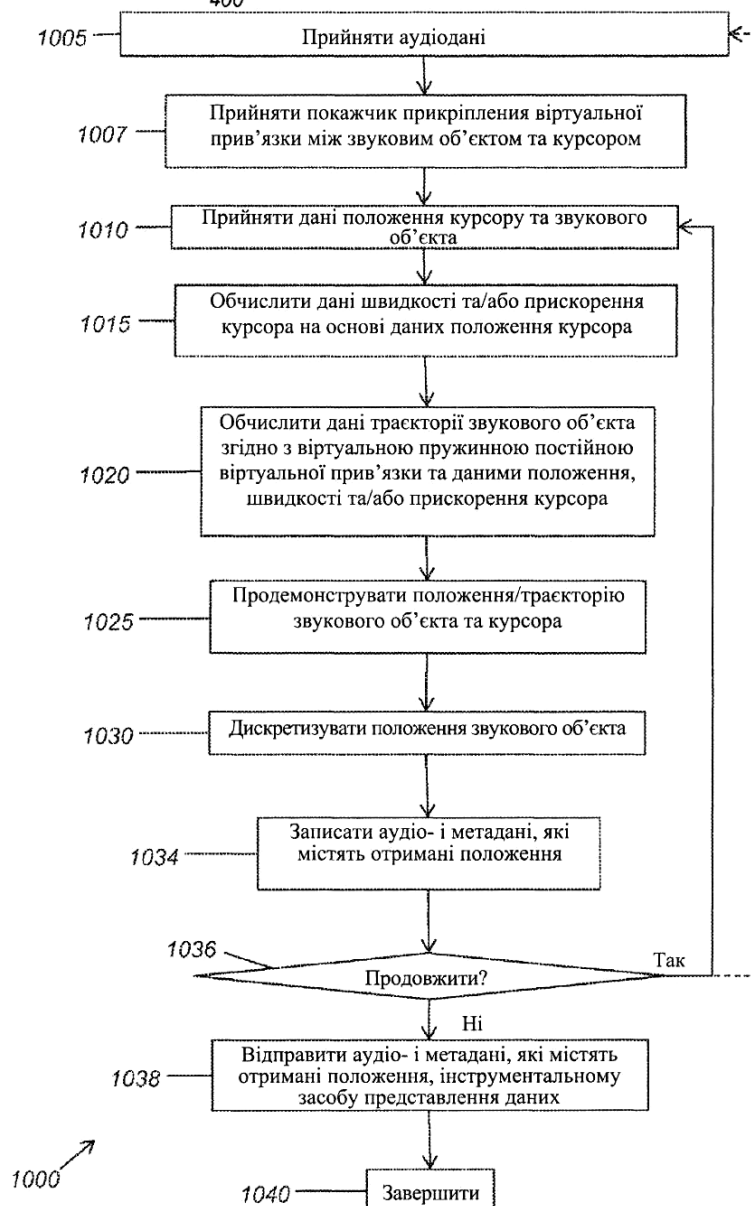 400
1005
Прийняти аудіодані
1007
Прийняти покажчик прикріплення віртуальної
прив'язки між звуковим об'єктом та курсором
1010
Прийняти дані положення курсору та звукового
об'єкта
1015
Обчислити дані швидкості та/або прискорення
курсора на основі даних положення курсора
1020
Обчислити дані траєкторії звукового об'єкта
згідно з віртуальною пружинною постійною
віртуальної прив'язки та даними положення,
швидкості та/або прискорення курсора
1025
Продемонструвати положення/траєкторію
звукового об'єкта та курсора
1030
Дискретизувати положення звукового об'єкта
1034
Записати аудіо- і метадані, які
містять отримані положення
1036
Продовжити?
Так
Ні
1038
Відправити аудіо- і метадані, які містять
отримані положення, інструментальному
засобу представлення даних
1000
1040
Завершити